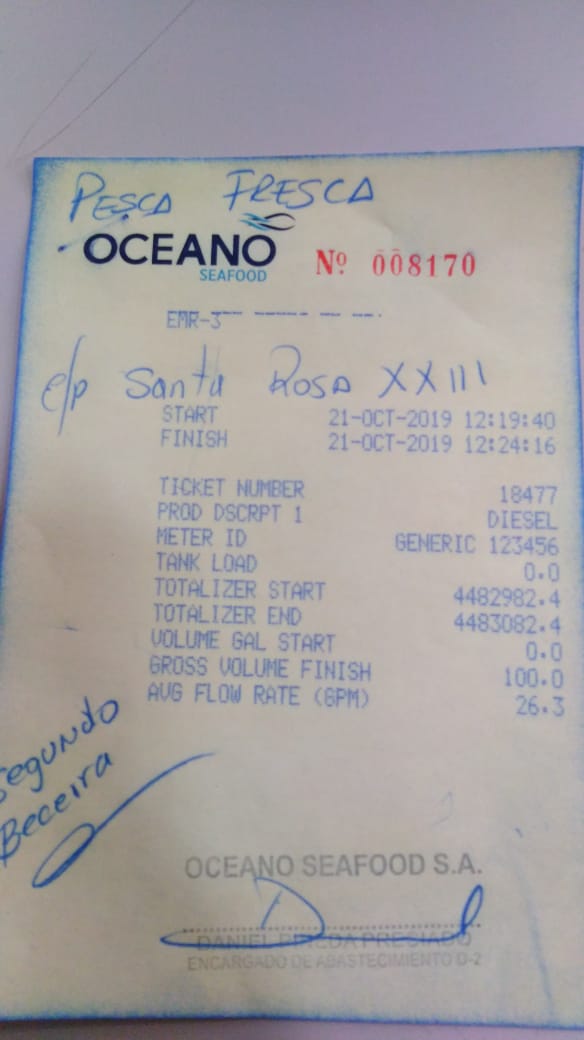 PESCA FRESCA
OCEANO
SEAFOOD
Nº 008170
EMR-3
e/p Santa Rosa XXIII
START 21-OCT-2019 12:19:40
FINISH 21-OCT-2019 12:24:16
TICKET NUMBER 18477
PROD DSCRPT 1 DIESEL
METER ID GENERIC 123456
TANK LOAD 0.0
TOTALIZER START 4482982.4
TOTALIZER END 4483082.4
VOLUME GAL START 0.0
GROSS VOLUME FINISH 100.0
AVG FLOW RATE (GPM) 26.3
Segundo
Beceira
OCEANO SEAFOOD S.A.
DANIEL PRESIADO
ENCARGADO DE ABASTECIMIENTO D-2